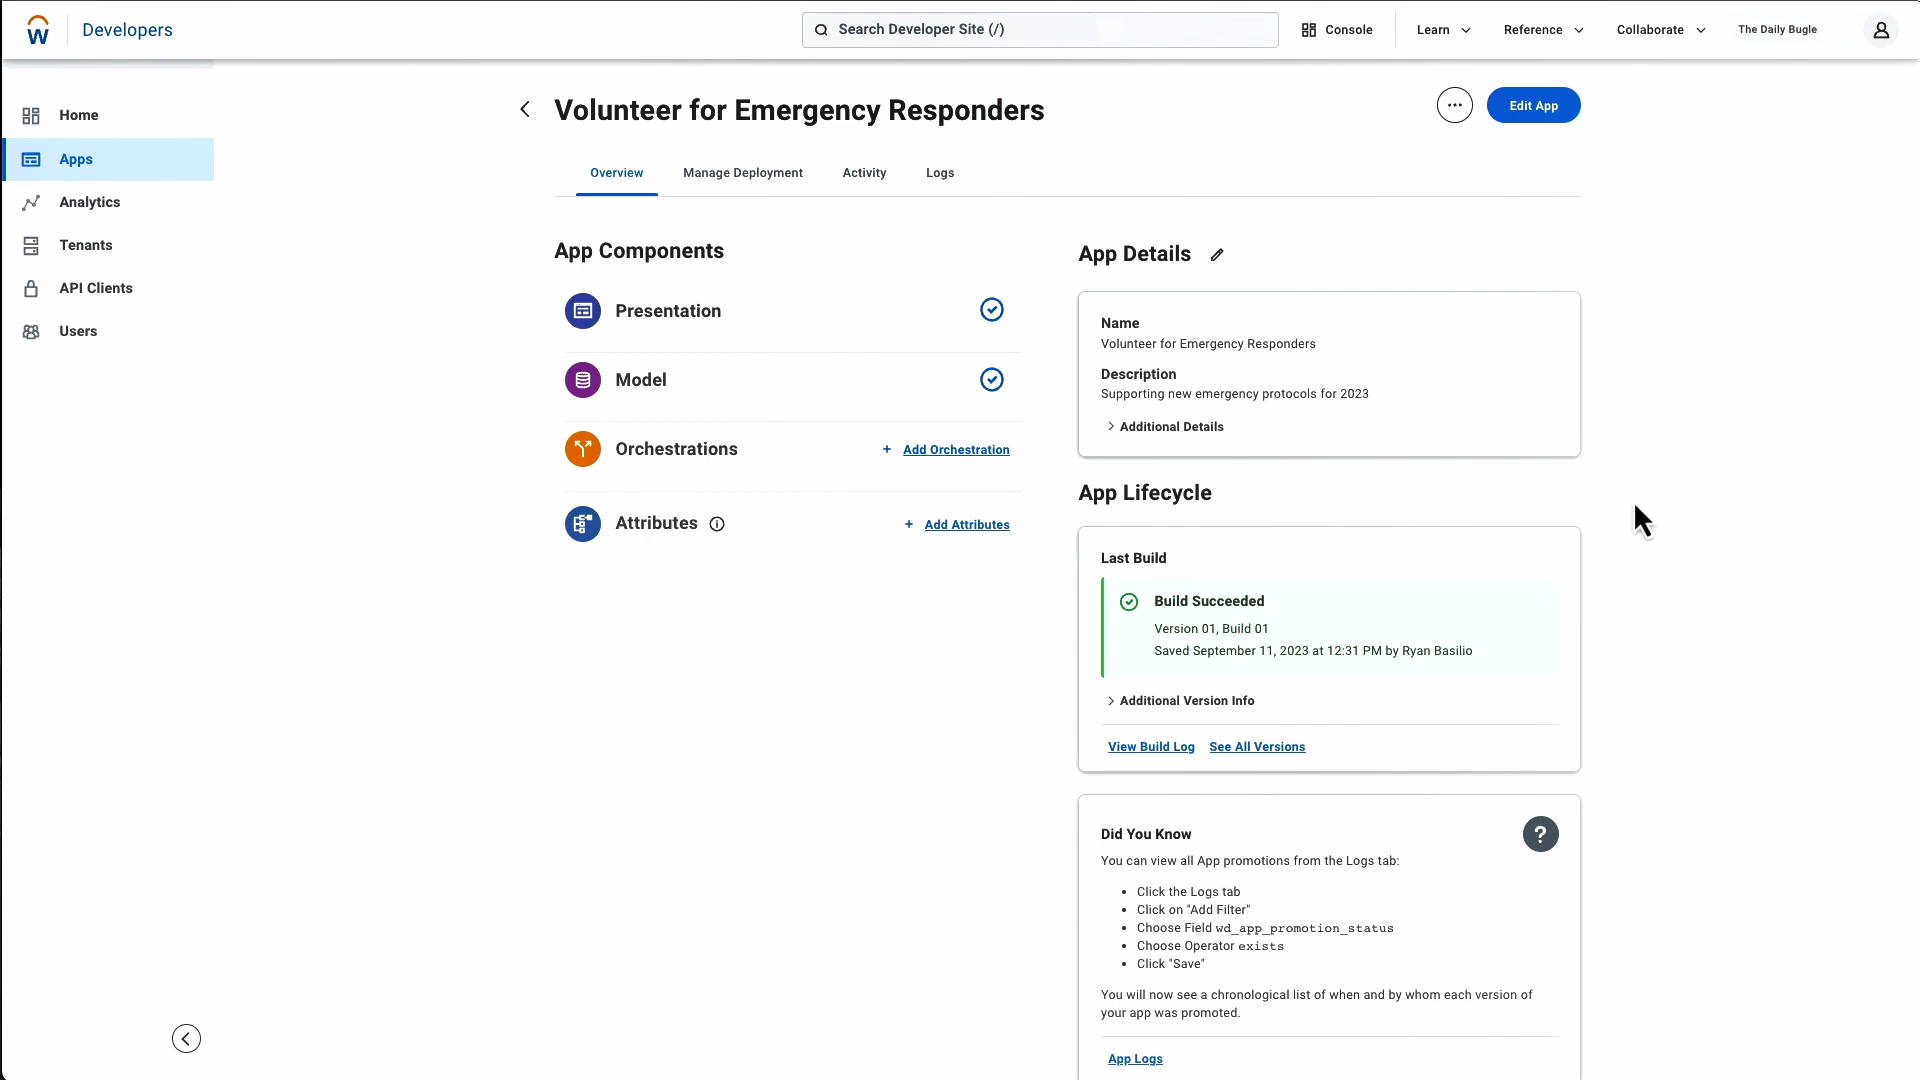 W
Developers
Search Developer Site (/)
Console
Learn
Reference
Collaborate
The Daily Bugle
Home
Apps
Analytics
Tenants
API Clients
Users
Volunteer for Emergency Responders
Edit App
Overview
Manage Deployment
Activity
Logs
App Components
Presentation
Model
Orchestrations
+ Add Orchestration
Attributes
+ Add Attributes
App Details
Name
Volunteer for Emergency Responders
Description
Supporting new emergency protocols for 2023
Additional Details
App Lifecycle
Last Build
Build Succeeded
Version 01, Build 01
Saved September 11, 2023 at 12:31 PM by Ryan Basilio
Additional Version Info
View Build Log See All Versions
Did You Know
?
You can view all App promotions from the Logs tab:
• Click the Logs tab
• Click on "Add Filter"
• Choose Field wd_app_promotion_status
• Choose Operator exists
• Click "Save"
You will now see a chronological list of when and by whom each version of
your app was promoted.
App Logs